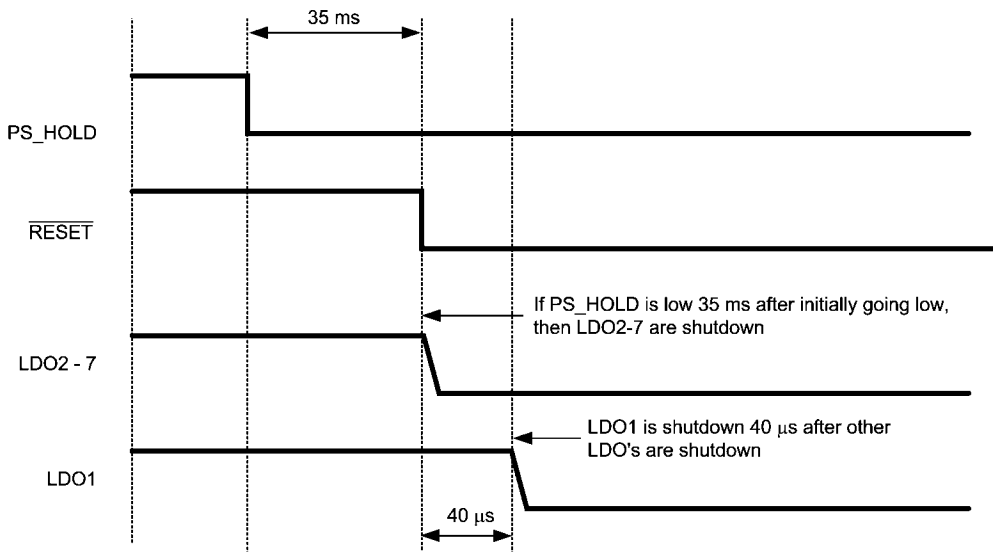 35 ms
PS_HOLD
RESET
If PS_HOLD is low 35 ms after initially going low,
then LDO2-7 are shutdown
LDO2 - 7
LDO1 is shutdown 40 μs after other
LDO's are shutdown
LDO1
40 μs